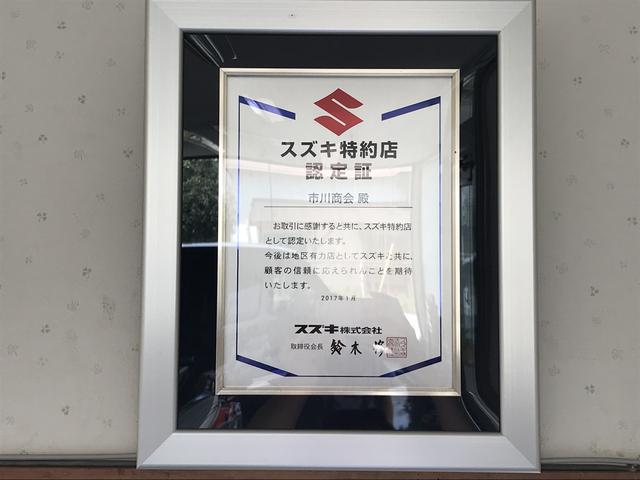 スズキ特約店
認定証
市川商会 殿
お取引に感謝すると共に、スズキ特約店
として認定いたします。
今後は地区有力店としてスズキと共に、
顧客の信頼に応えられんことを期待
いたします。
2017年1月
スズキ株式会社
取締役会長 鈴木 修